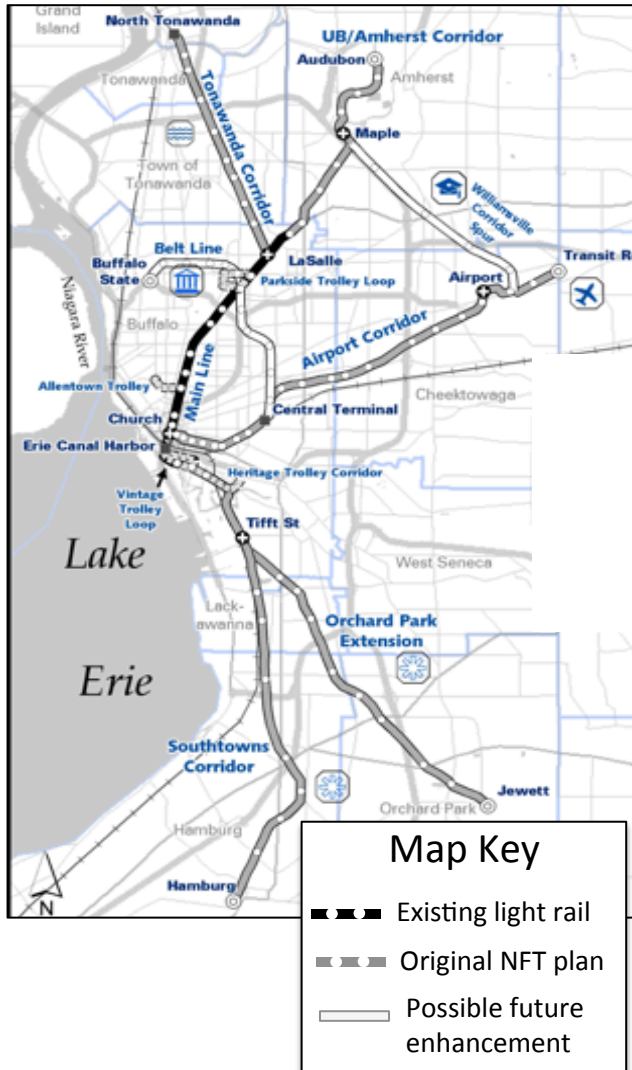 Grand
Island
North Tonawanda
UB/Amherst Corridor
Audubon
Tonawanda
Amherst
Tonawanda Corridor
Maple
Town of
Tonawanda
Williamsville
Corridor
Spur
Belt Line
LaSalle
Transit R
Buffalo
State
Parkside Trolley Loop
Airport
Niagara River
Buffalo
Airport Corridor
Main Line
Allentown Trolley
Cheektowaga
Church
Central Terminal
Erie Canal Harbor
Heritage Trolley Corridor
Vintage
Trolley
Loop
Tifft St
Lake
West Seneca
Lack-
awanna
Orchard Park
Extension
Erie
Southtowns
Corridor
Jewett
Orchard Park
Hamburg
Hamburg
N
Map Key
Existing light rail
Original NFT plan
Possible future
enhancement